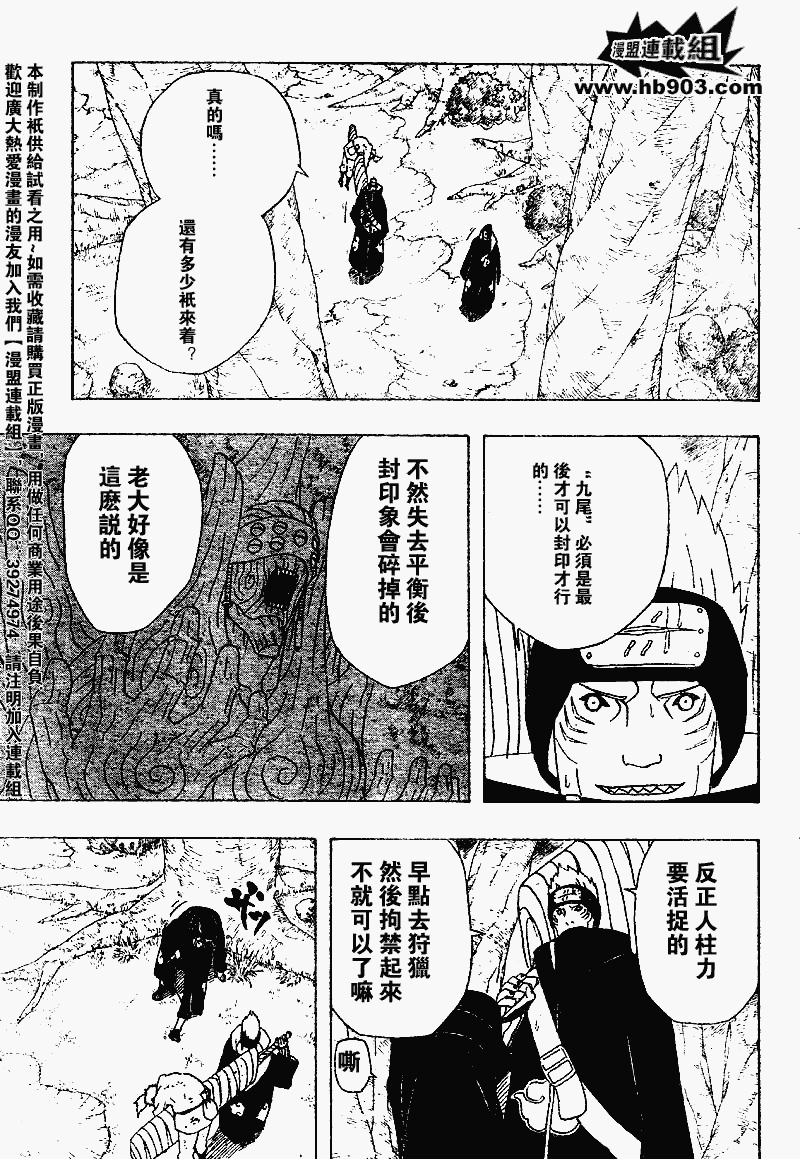 漫盟連載組
www.hb903.com
本制作衹供給試看之用~如需收藏請購買正版漫畫 用做任何商業用途後果自負
歡迎廣大熱愛漫畫的漫友加入我們【漫盟連載組】 聯系QQ 39274974 請注明加入連載組
真的嗎……
還有多少衹來着？
“九尾”必須是最
後才可以封印才行
的……
不然失去平衡後
封印象會碎掉的
老大好像是
這麽説的
反正人柱力
要活捉的
早點去狩獵
然後拘禁起來
不就可以了嘛
嘶
ザッ